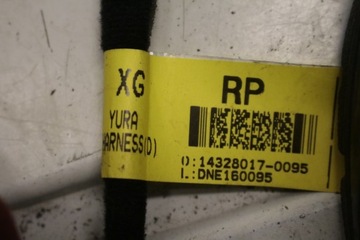 XG
RP
YURA
HARNESS(D)
D:14328017-0095
L:DNE160095